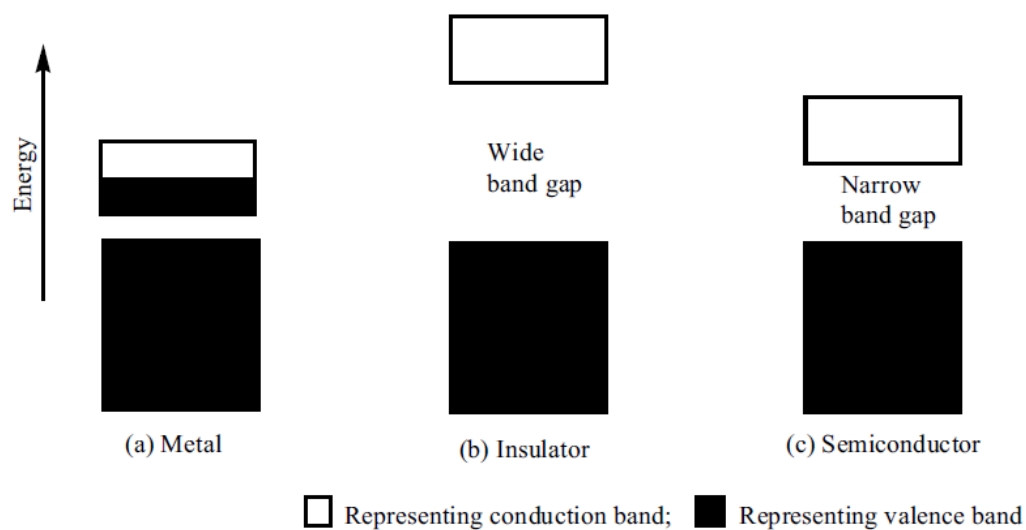 Energy
Wide
band gap
Narrow
band gap
(a) Metal
(b) Insulator
(c) Semiconductor
Representing conduction band;
Representing valence band